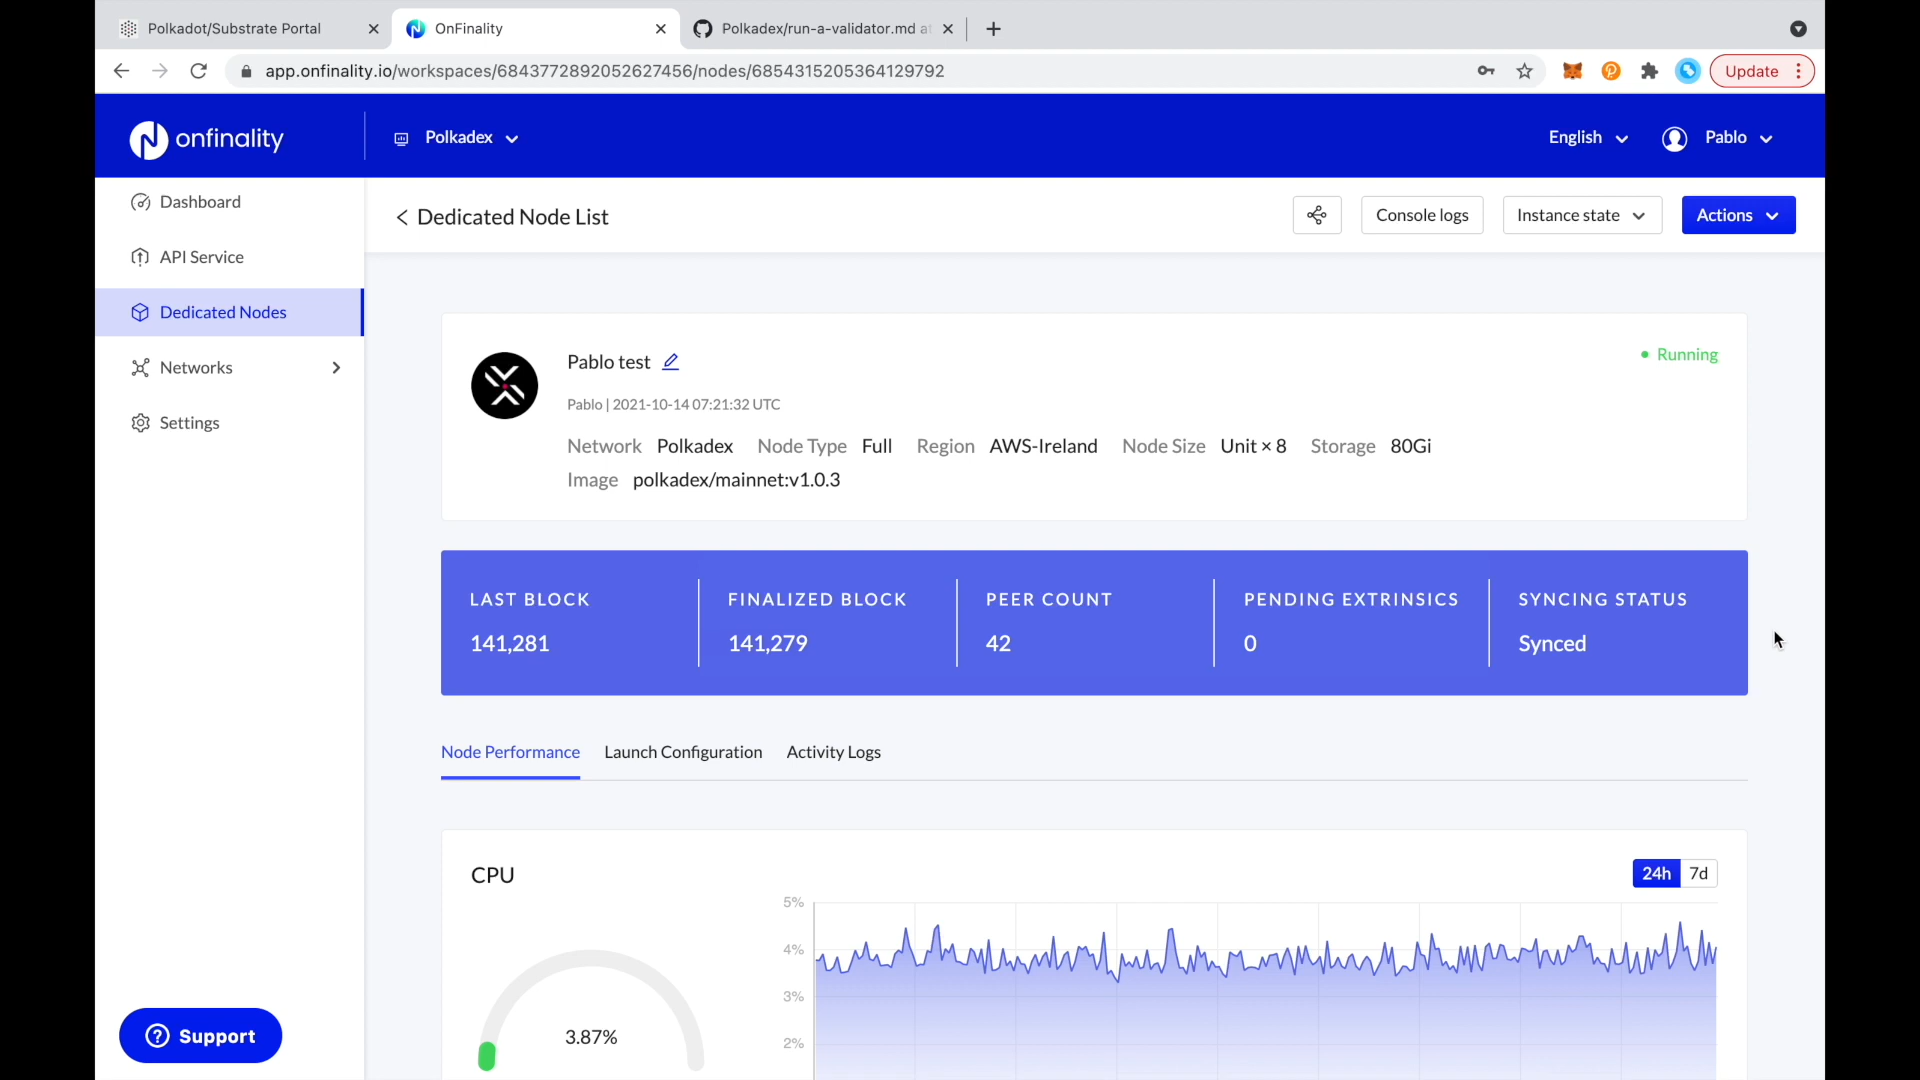 Polkadot/Substrate Portal
OnFinality
Polkadex/run-a-validator.md at
app.onfinality.io/workspaces/6843772892052627456/nodes/6854315205364129792
Update
onfinality
Polkadex
English
Pablo
Dashboard
API Service
Dedicated Nodes
Networks
Settings
Support
Dedicated Node List
Console logs
Instance state
Actions
Pablo test
Running
Pablo | 2021-10-14 07:21:32 UTC
Network Polkadex Node Type Full Region AWS-Ireland Node Size Unit × 8 Storage 80Gi
Image polkadex/mainnet:v1.0.3
LAST BLOCK
141,281
FINALIZED BLOCK
141,279
PEER COUNT
42
PENDING EXTRINSICS
0
SYNCING STATUS
Synced
Node Performance
Launch Configuration
Activity Logs
CPU
24h
7d
3.87%
5%
4%
3%
2%